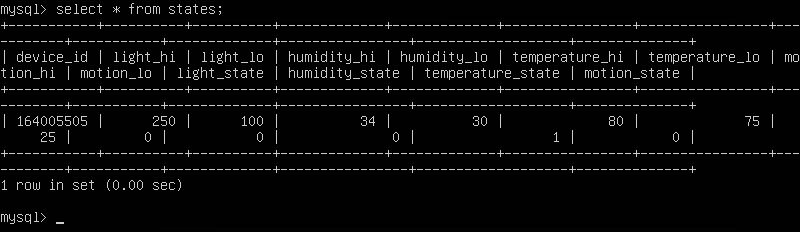 mysql> select * from states;
+-----------+----------+----------+-------------+-------------+----------------+----------------+---
--------+-----------+-------------+----------------+-------------------+--------------+
| device_id | light_hi | light_lo | humidity_hi | humidity_lo | temperature_hi | temperature_lo | mo
tion_hi | motion_lo | light_state | humidity_state | temperature_state | motion_state |
+-----------+----------+----------+-------------+-------------+----------------+----------------+---
--------+-----------+-------------+----------------+-------------------+--------------+
| 164005505 | 250 | 100 | 34 | 30 | 80 | 75 |
25 | 0 | 0 | 0 | 1 | 0 |
+-----------+----------+----------+-------------+-------------+----------------+----------------+---
--------+-----------+-------------+----------------+-------------------+--------------+
1 row in set (0.00 sec)
mysql> _